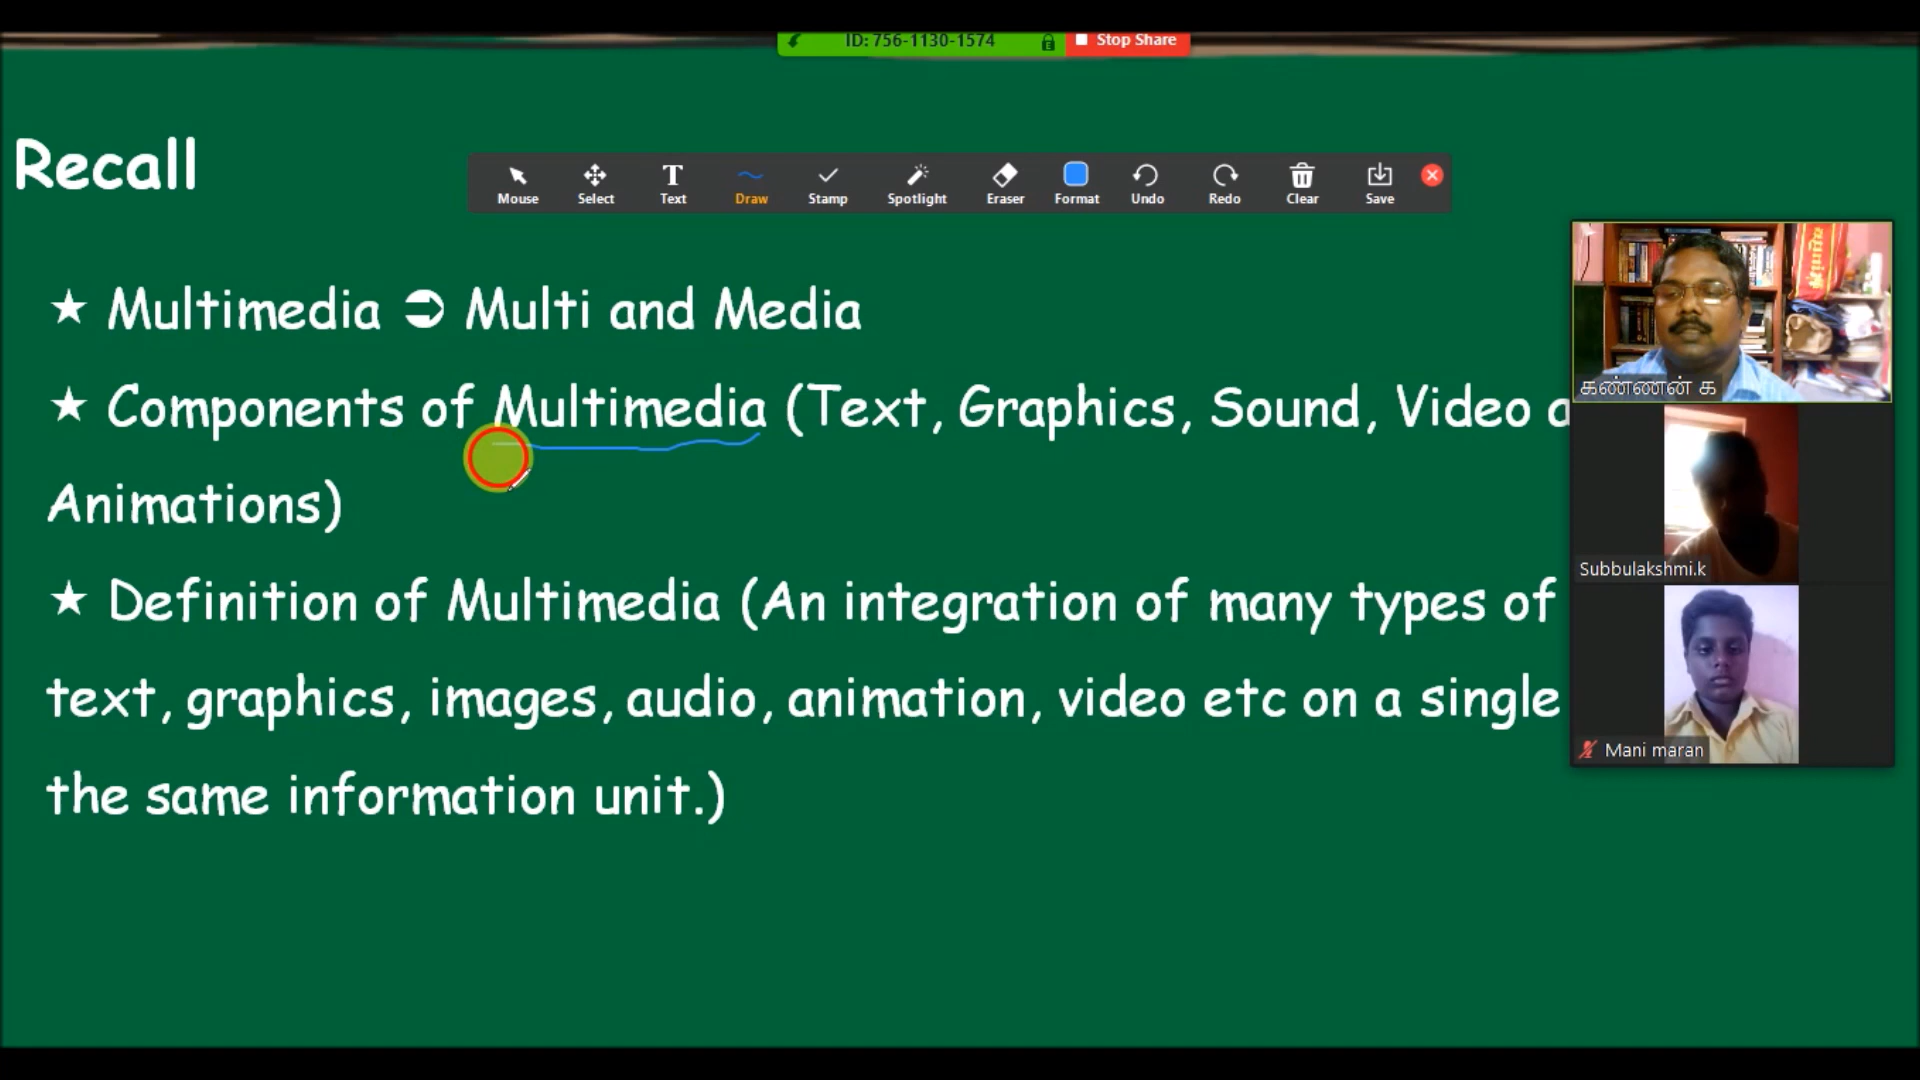 ID: 756-1130-1574 Stop Share
Recall
Mouse Select Text Draw Stamp Spotlight Eraser Format Undo Redo Clear Save
★ Multimedia ➲ Multi and Media
★ Components of Multimedia (Text, Graphics, Sound, Video a
Animations)
★ Definition of Multimedia (An integration of many types of
text, graphics, images, audio, animation, video etc on a single
the same information unit.)
கண்ணன் க
Subbulakshmi.k
Mani maran